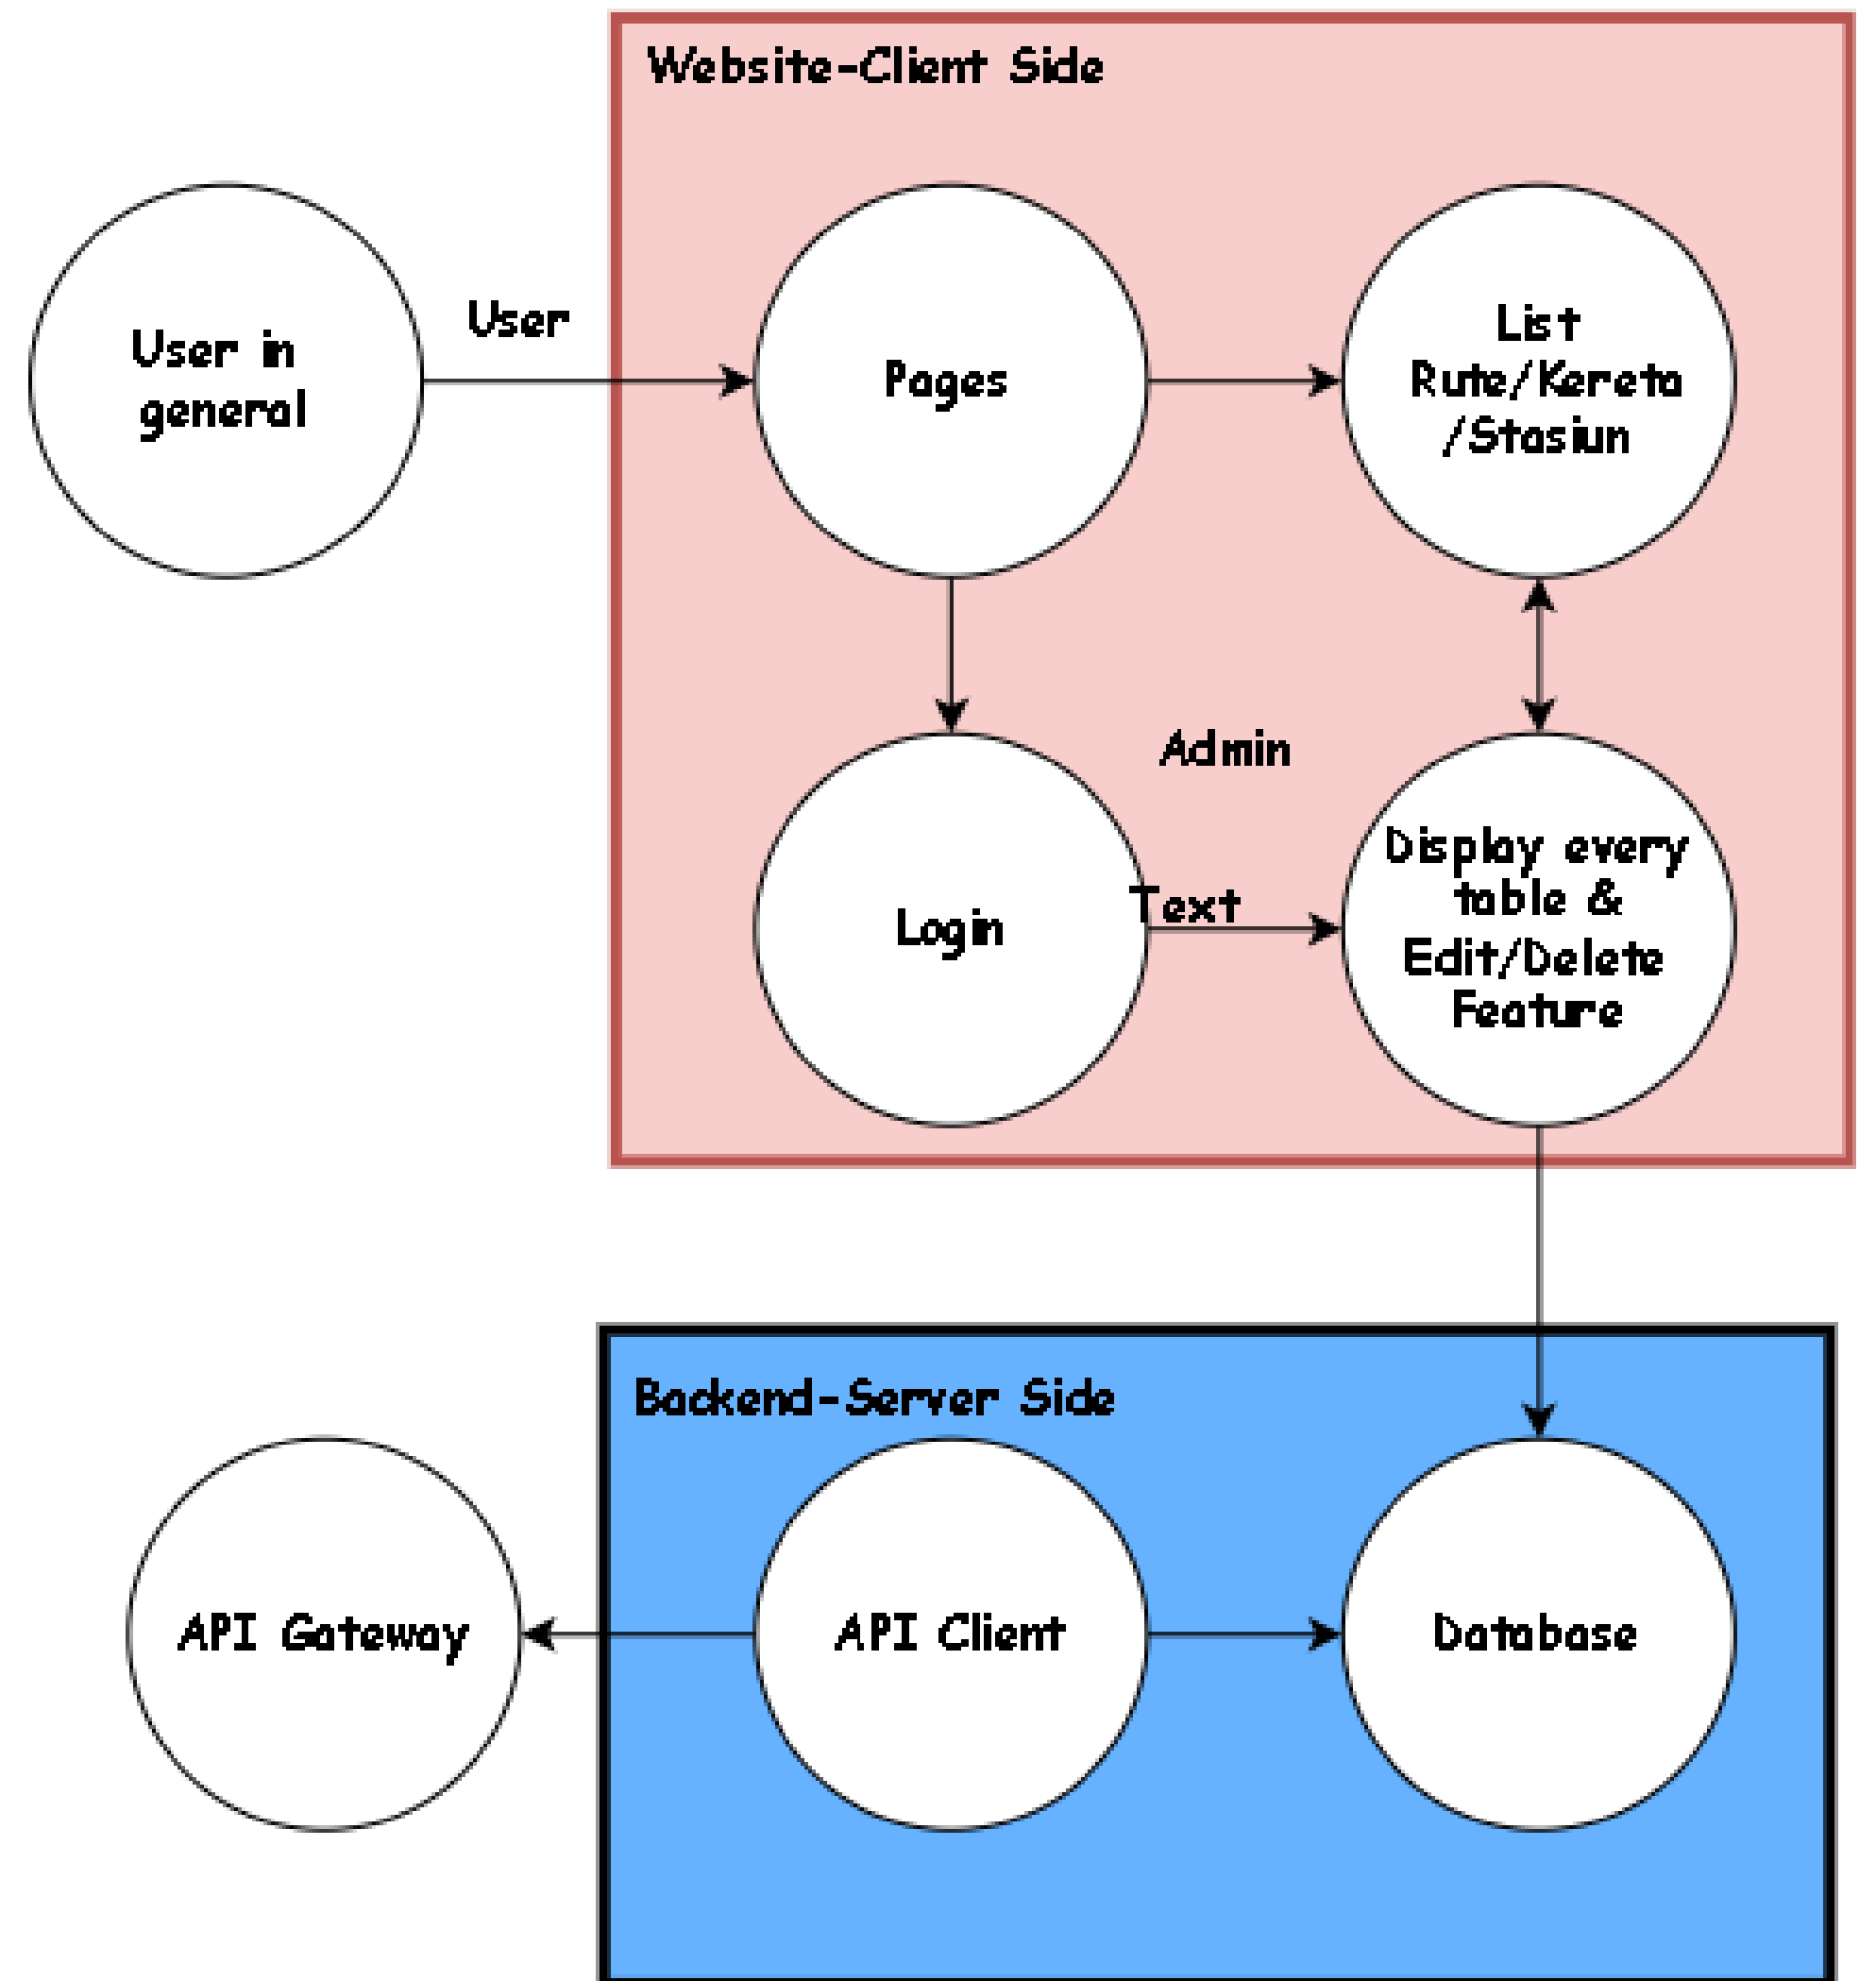 Website-Client Side
User in
general
User
Pages
List
Rute/Kereta
/Stasiun
Admin
Login
Text
Display every
table &
Edit/Delete
Feature
Backend-Server Side
API Gateway
API Client
Database